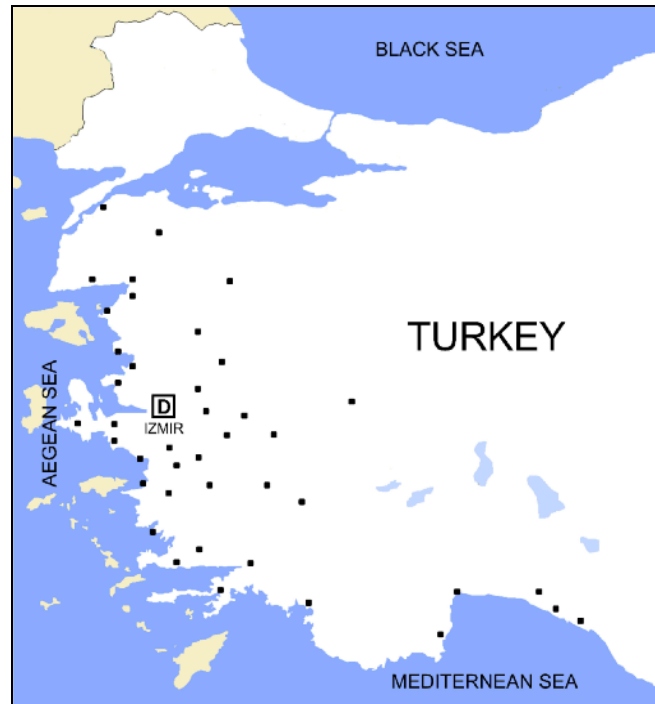 BLACK SEA
TURKEY
AEGEAN SEA
D
IZMIR
MEDITERNEAN SEA